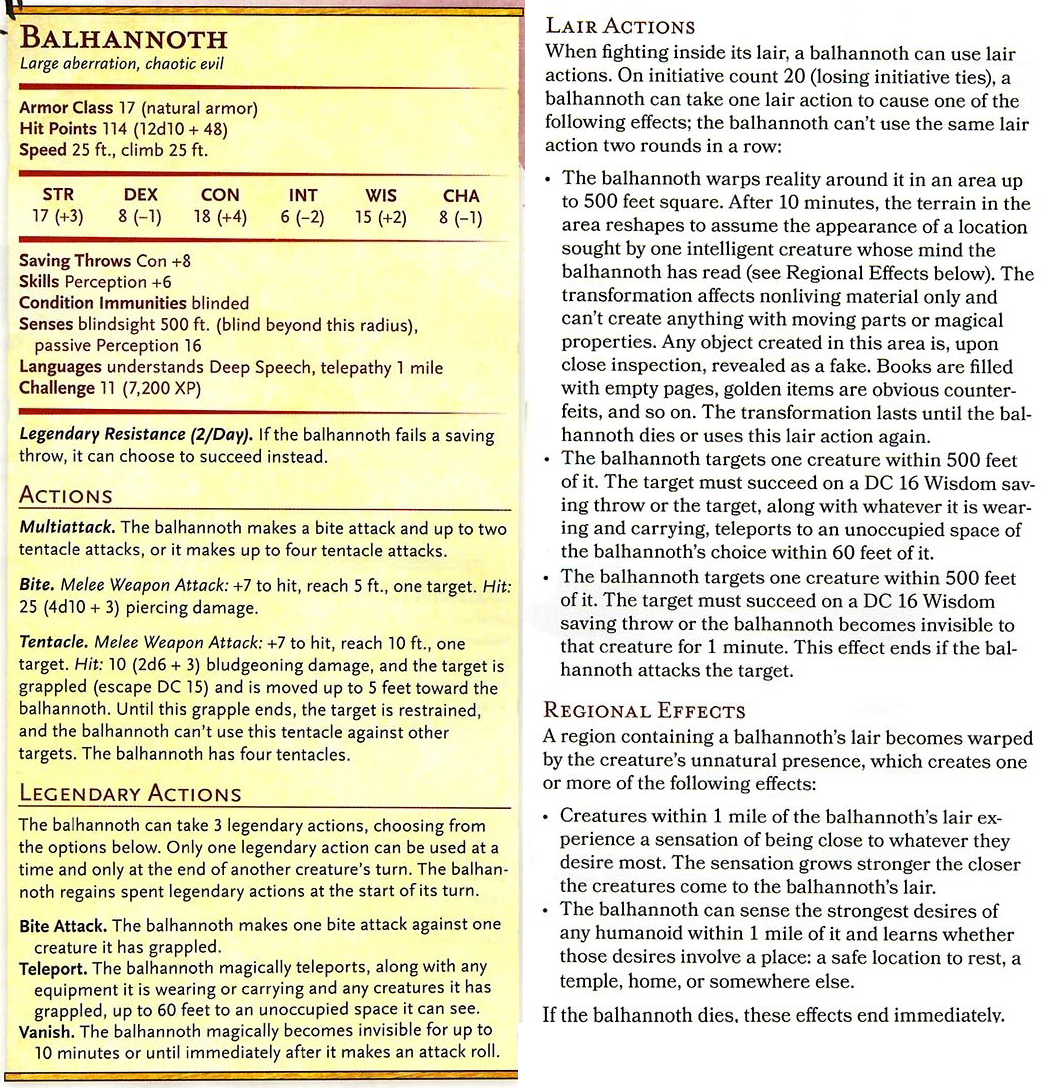 BALHANNOTH
Large aberration, chaotic evil
Armor Class 17 (natural armor)
Hit Points 114 (12d10 + 48)
Speed 25 ft., climb 25 ft.
STR DEX CON INT WIS CHA
17 (+3) 8 (–1) 18 (+4) 6 (–2) 15 (+2) 8 (–1)
Saving Throws Con +8
Skills Perception +6
Condition Immunities blinded
Senses blindsight 500 ft. (blind beyond this radius),
passive Perception 16
Languages understands Deep Speech, telepathy 1 mile
Challenge 11 (7,200 XP)
Legendary Resistance (2/Day). If the balhannoth fails a saving
throw, it can choose to succeed instead.
ACTIONS
Multiattack. The balhannoth makes a bite attack and up to two
tentacle attacks, or it makes up to four tentacle attacks.
Bite. Melee Weapon Attack: +7 to hit, reach 5 ft., one target. Hit:
25 (4d10 + 3) piercing damage.
Tentacle. Melee Weapon Attack: +7 to hit, reach 10 ft., one
target. Hit: 10 (2d6 + 3) bludgeoning damage, and the target is
grappled (escape DC 15) and is moved up to 5 feet toward the
balhannoth. Until this grapple ends, the target is restrained,
and the balhannoth can't use this tentacle against other
targets. The balhannoth has four tentacles.
LEGENDARY ACTIONS
The balhannoth can take 3 legendary actions, choosing from
the options below. Only one legendary action can be used at a
time and only at the end of another creature's turn. The balhan-
noth regains spent legendary actions at the start of its turn.
Bite Attack. The balhannoth makes one bite attack against one
creature it has grappled.
Teleport. The balhannoth magically teleports, along with any
equipment it is wearing or carrying and any creatures it has
grappled, up to 60 feet to an unoccupied space it can see.
Vanish. The balhannoth magically becomes invisible for up to
10 minutes or until immediately after it makes an attack roll.
LAIR ACTIONS
When fighting inside its lair, a balhannoth can use lair
actions. On initiative count 20 (losing initiative ties), a
balhannoth can take one lair action to cause one of the
following effects; the balhannoth can't use the same lair
action two rounds in a row:
• The balhannoth warps reality around it in an area up
to 500 feet square. After 10 minutes, the terrain in the
area reshapes to assume the appearance of a location
sought by one intelligent creature whose mind the
balhannoth has read (see Regional Effects below). The
transformation affects nonliving material only and
can't create anything with moving parts or magical
properties. Any object created in this area is, upon
close inspection, revealed as a fake. Books are filled
with empty pages, golden items are obvious counter-
feits, and so on. The transformation lasts until the bal-
hannoth dies or uses this lair action again.
• The balhannoth targets one creature within 500 feet
of it. The target must succeed on a DC 16 Wisdom sav-
ing throw or the target, along with whatever it is wear-
ing and carrying, teleports to an unoccupied space of
the balhannoth's choice within 60 feet of it.
• The balhannoth targets one creature within 500 feet
of it. The target must succeed on a DC 16 Wisdom
saving throw or the balhannoth becomes invisible to
that creature for 1 minute. This effect ends if the bal-
hannoth attacks the target.
REGIONAL EFFECTS
A region containing a balhannoth's lair becomes warped
by the creature's unnatural presence, which creates one
or more of the following effects:
• Creatures within 1 mile of the balhannoth's lair ex-
perience a sensation of being close to whatever they
desire most. The sensation grows stronger the closer
the creatures come to the balhannoth's lair.
• The balhannoth can sense the strongest desires of
any humanoid within 1 mile of it and learns whether
those desires involve a place: a safe location to rest, a
temple, home, or somewhere else.
If the balhannoth dies, these effects end immediately.